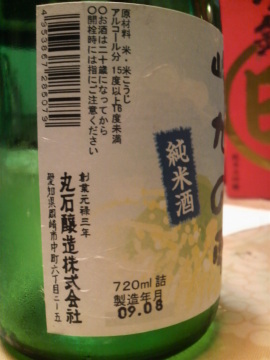 原材料 米・米こうじ
アルコール分 15度以上16度未満
○お酒は二十歳になってから
○開栓時には指にご注意ください
純米酒
創業元禄三年
丸石醸造株式会社
愛知県岡崎市中町六丁目二ー五
720ml詰
製造年月
09.08